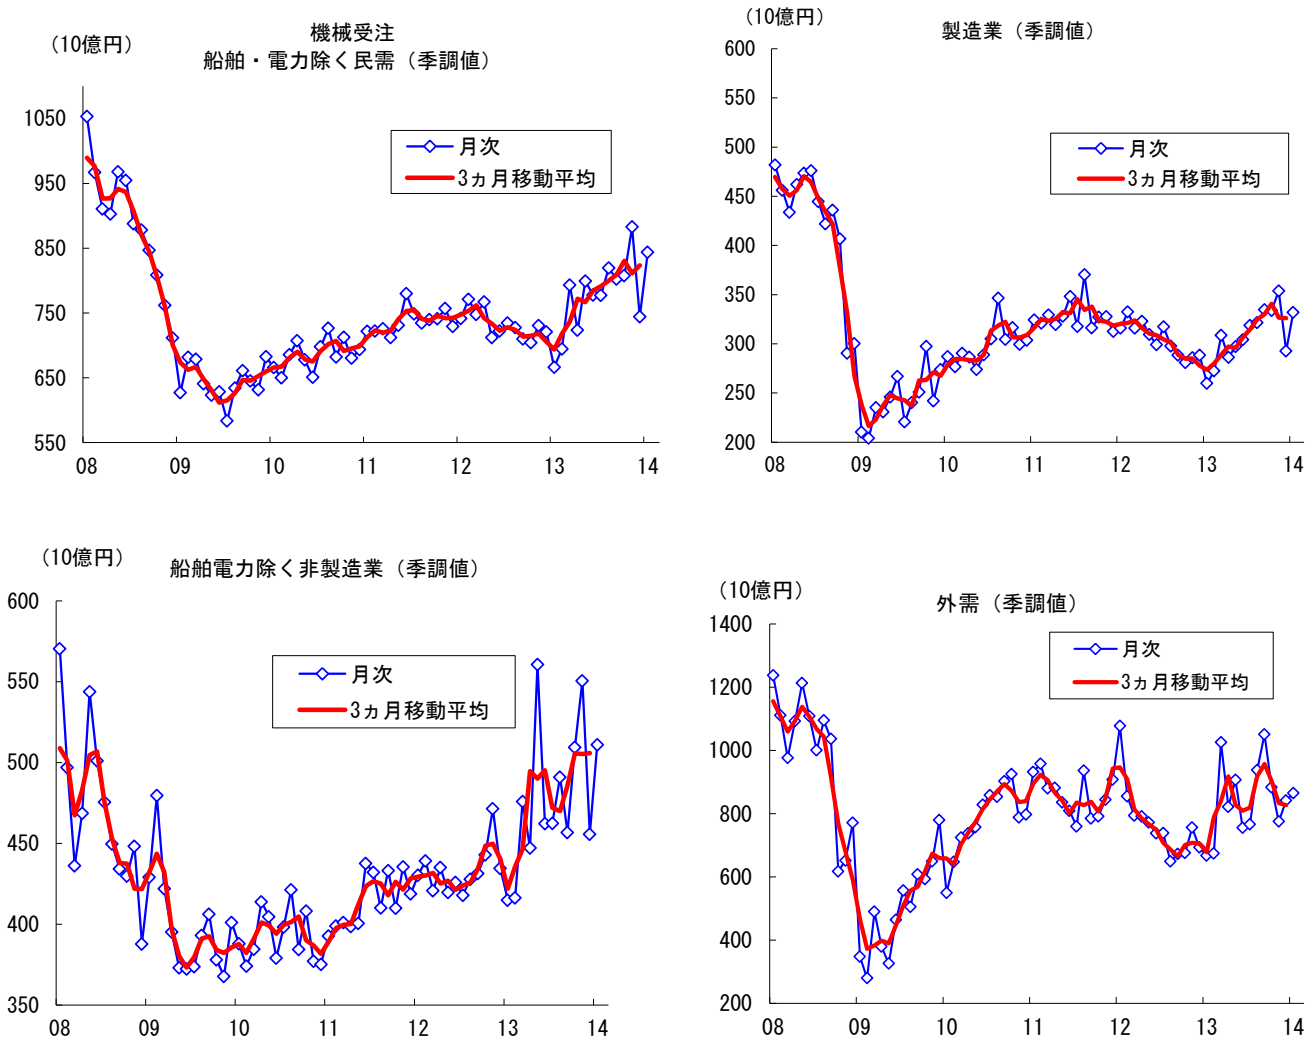 機械受注
船舶・電力除く民需（季調値）
（10億円）
1050
950
850
750
650
550
08 09 10 11 12 13 14
月次
3ヵ月移動平均
製造業（季調値）
（10億円）
600
550
500
450
400
350
300
250
200
08 09 10 11 12 13 14
月次
3ヵ月移動平均
船舶電力除く非製造業（季調値）
（10億円）
600
550
500
450
400
350
08 09 10 11 12 13 14
月次
3ヵ月移動平均
外需（季調値）
（10億円）
1400
1200
1000
800
600
400
200
08 09 10 11 12 13 14
月次
3ヵ月移動平均